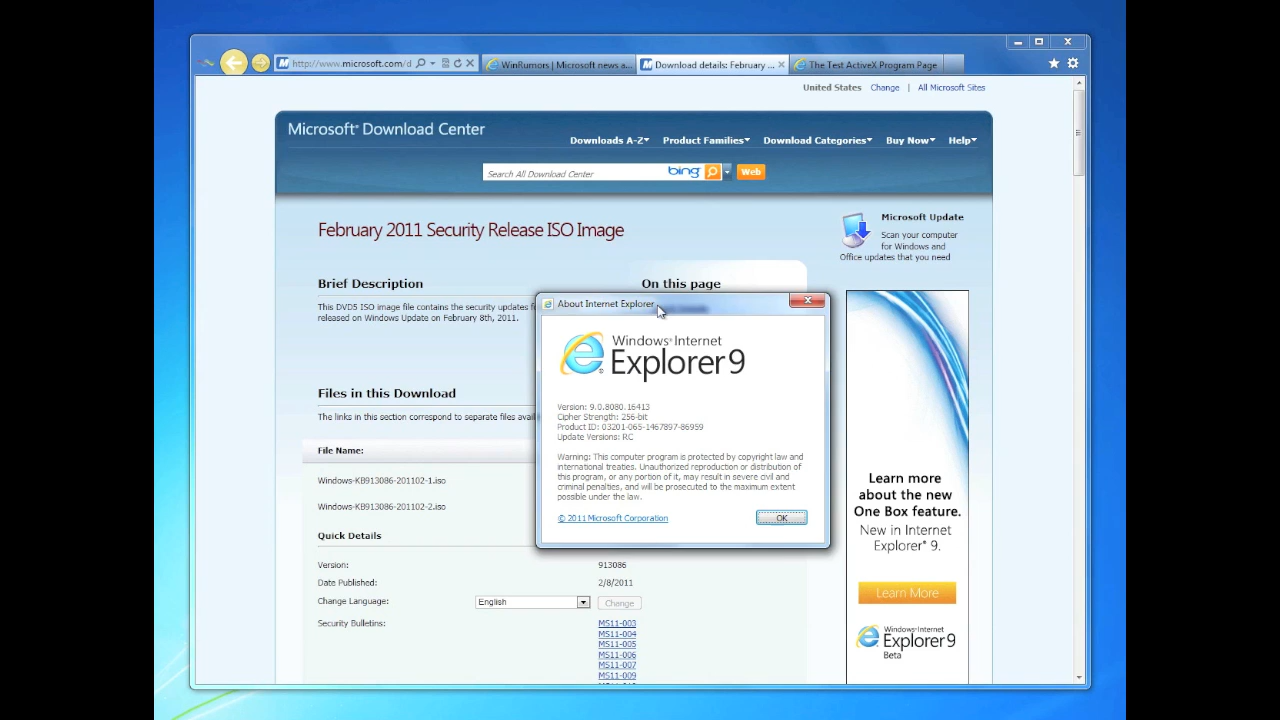 http://www.microsoft.com/d
WinRumors | Microsoft news a...
Download details: February ...
The Test ActiveX Program Page
United States Change | All Microsoft Sites
Microsoft® Download Center
Downloads A-Z Product Families Download Categories Buy Now Help
Search All Download Center bing Web
February 2011 Security Release ISO Image
Microsoft Update
Scan your computer
for Windows and
Office updates that you need
Brief Description
On this page
This DVD5 ISO image file contains the security updates f
released on Windows Update on February 8th, 2011.
Files in this Download
The links in this section correspond to separate files avai
File Name:
Windows-KB913086-201102-1.iso
Windows-KB913086-201102-2.iso
Quick Details
Version: 913086
Date Published: 2/8/2011
Change Language: English Change
Security Bulletins: MS11-003
MS11-004
MS11-005
MS11-006
MS11-007
MS11-009
About Internet Explorer
Windows® Internet
Explorer 9
Version: 9.0.8080.16413
Cipher Strength: 256-bit
Product ID: 03201-065-1467897-86959
Update Versions: RC
Warning: This computer program is protected by copyright law and
international treaties. Unauthorized reproduction or distribution of
this program, or any portion of it, may result in severe civil and
criminal penalties, and will be prosecuted to the maximum extent
possible under the law.
© 2011 Microsoft Corporation
OK
Learn more
about the new
One Box feature.
New in Internet
Explorer® 9.
Learn More
Windows® Internet
Explorer 9
Beta